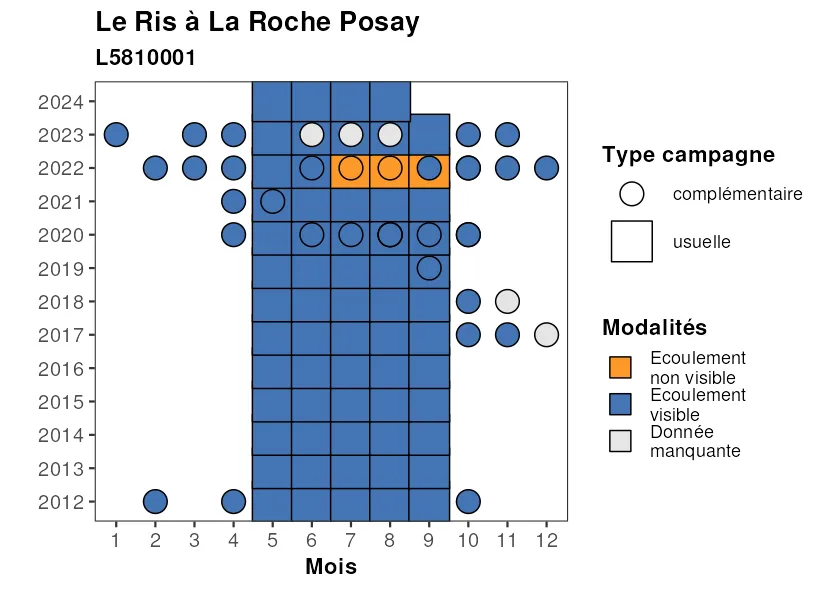 Le Ris à La Roche Posay
L5810001
2024
2023
2022
2021
2020
2019
2018
2017
2016
2015
2014
2013
2012
1 2 3 4 5 6 7 8 9 10 11 12
Mois
Type campagne
complémentaire
usuelle
Modalités
Ecoulement
non visible
Ecoulement
visible
Donnée
manquante